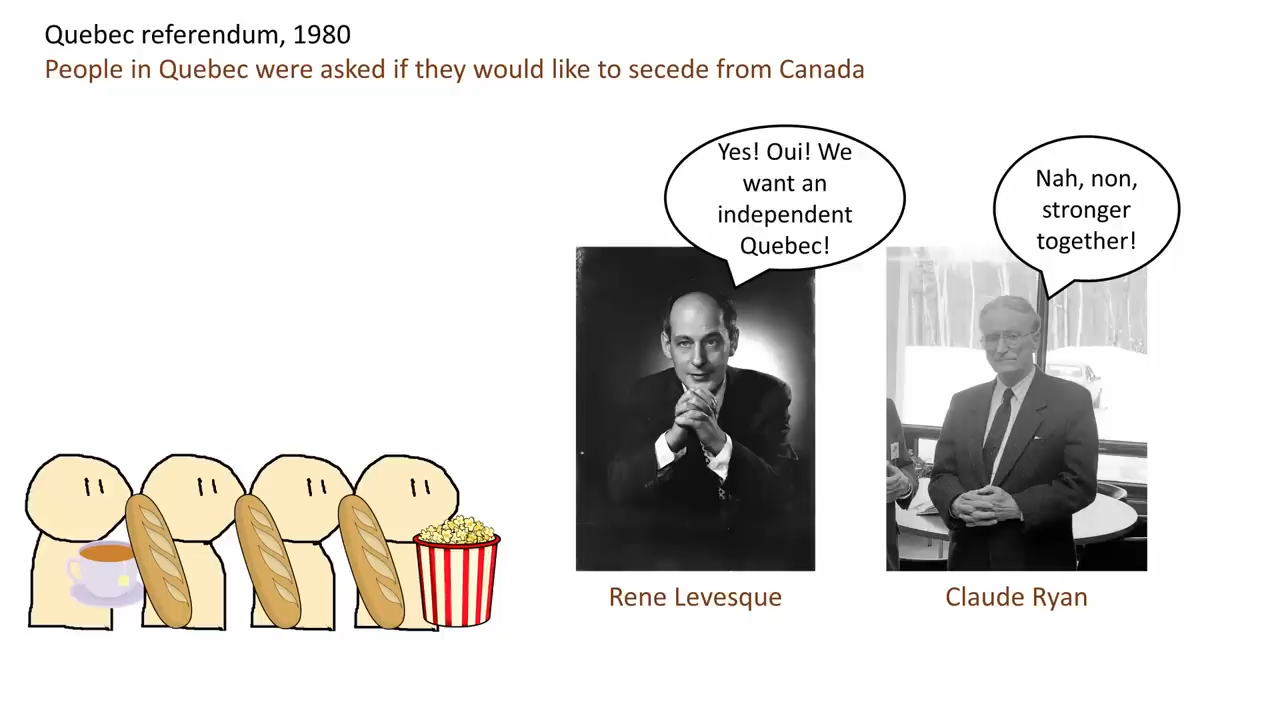 Quebec referendum, 1980
People in Quebec were asked if they would like to secede from Canada
Yes! Oui! We
want an
independent
Quebec!
Nah, non,
stronger
together!
Rene Levesque
Claude Ryan